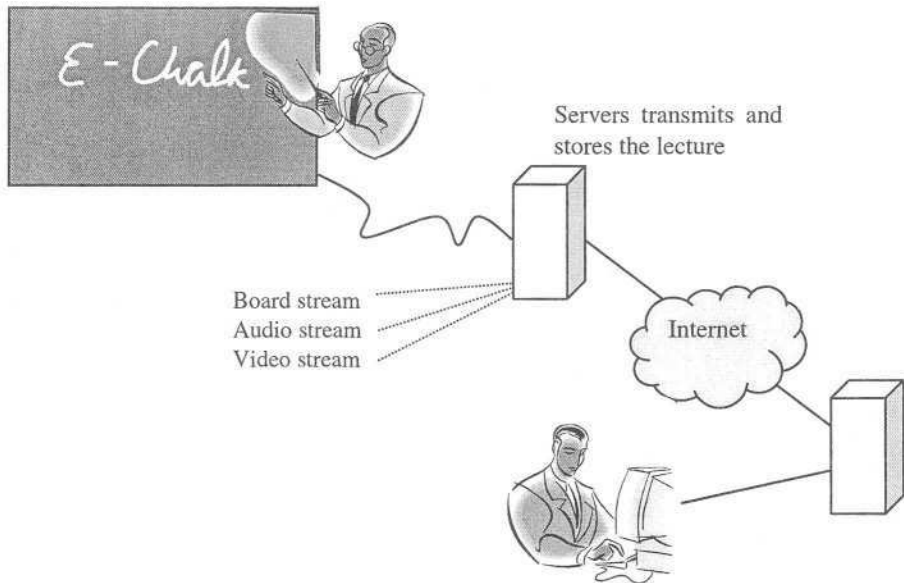 E - Chalk
Servers transmits and
stores the lecture
Board stream
Audio stream
Video stream
Internet